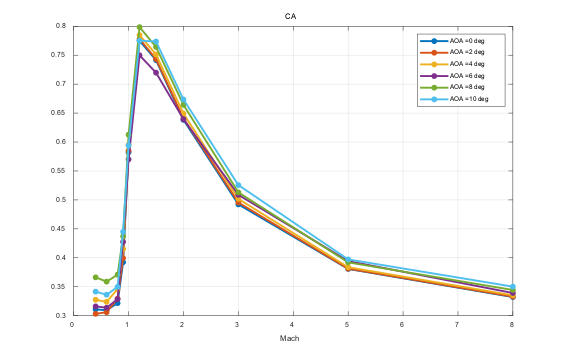 CA
0.8
0.75
0.7
0.65
0.6
0.55
0.5
0.45
0.4
0.35
0.3
AOA =0 deg
AOA =2 deg
AOA =4 deg
AOA =6 deg
AOA =8 deg
AOA =10 deg
0 1 2 3 4 5 6 7 8
Mach